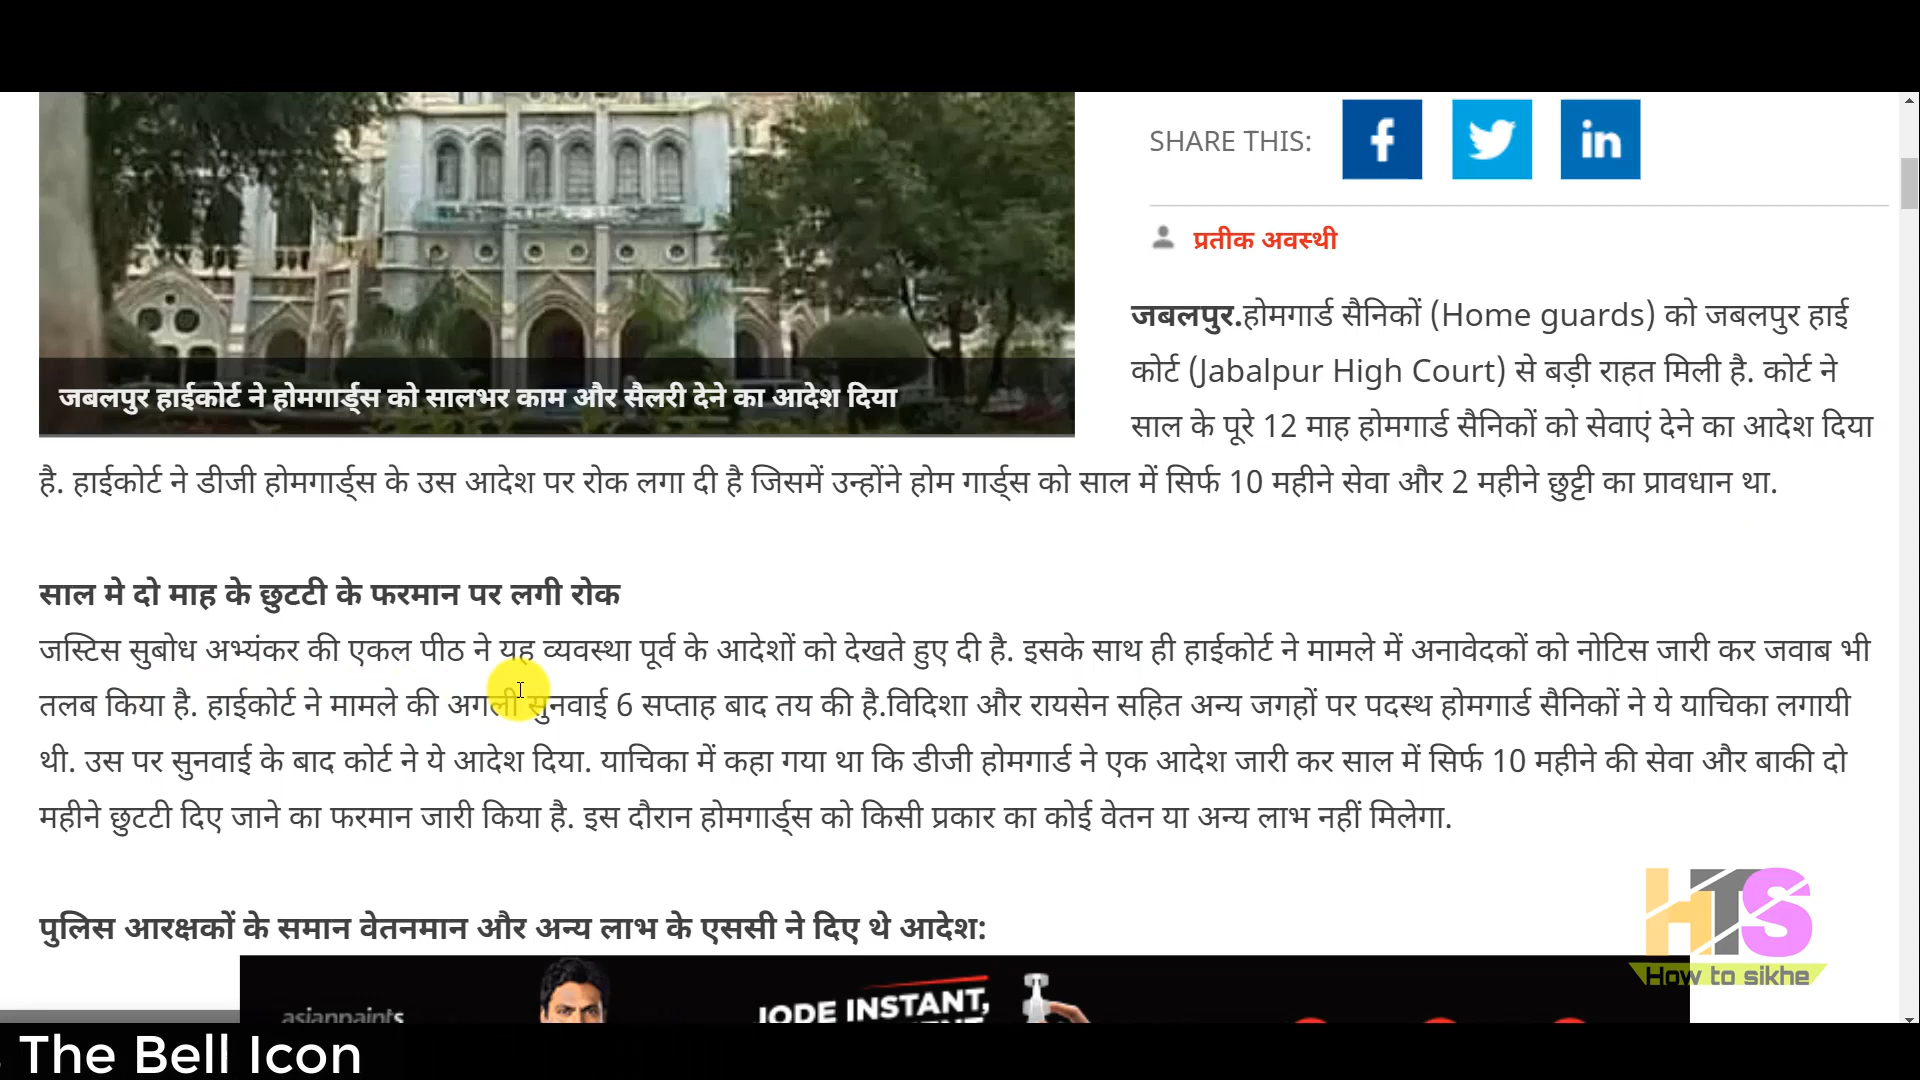 SHARE THIS:
प्रतीक अवस्थी
जबलपुर.होमगार्ड सैनिकों (Home guards) को जबलपुर हाई
कोर्ट (Jabalpur High Court) से बड़ी राहत मिली है. कोर्ट ने
साल के पूरे 12 माह होमगार्ड सैनिकों को सेवाएं देने का आदेश दिया
जबलपुर हाईकोर्ट ने होमगार्ड्स को सालभर काम और सैलरी देने का आदेश दिया
है. हाईकोर्ट ने डीजी होमगार्ड्स के उस आदेश पर रोक लगा दी है जिसमें उन्होंने होम गार्ड्स को साल में सिर्फ 10 महीने सेवा और 2 महीने छुट्टी का प्रावधान था.
साल मे दो माह के छुटटी के फरमान पर लगी रोक
जस्टिस सुबोध अभ्यंकर की एकल पीठ ने यह व्यवस्था पूर्व के आदेशों को देखते हुए दी है. इसके साथ ही हाईकोर्ट ने मामले में अनावेदकों को नोटिस जारी कर जवाब भी
तलब किया है. हाईकोर्ट ने मामले की अगली सुनवाई 6 सप्ताह बाद तय की है.विदिशा और रायसेन सहित अन्य जगहों पर पदस्थ होमगार्ड सैनिकों ने ये याचिका लगायी
थी. उस पर सुनवाई के बाद कोर्ट ने ये आदेश दिया. याचिका में कहा गया था कि डीजी होमगार्ड ने एक आदेश जारी कर साल में सिर्फ 10 महीने की सेवा और बाकी दो
महीने छुटटी दिए जाने का फरमान जारी किया है. इस दौरान होमगार्ड्स को किसी प्रकार का कोई वेतन या अन्य लाभ नहीं मिलेगा.
पुलिस आरक्षकों के समान वेतनमान और अन्य लाभ के एससी ने दिए थे आदेश:
HTS
How to sikhe
asianpaints
JODE INSTANT,
The Bell Icon